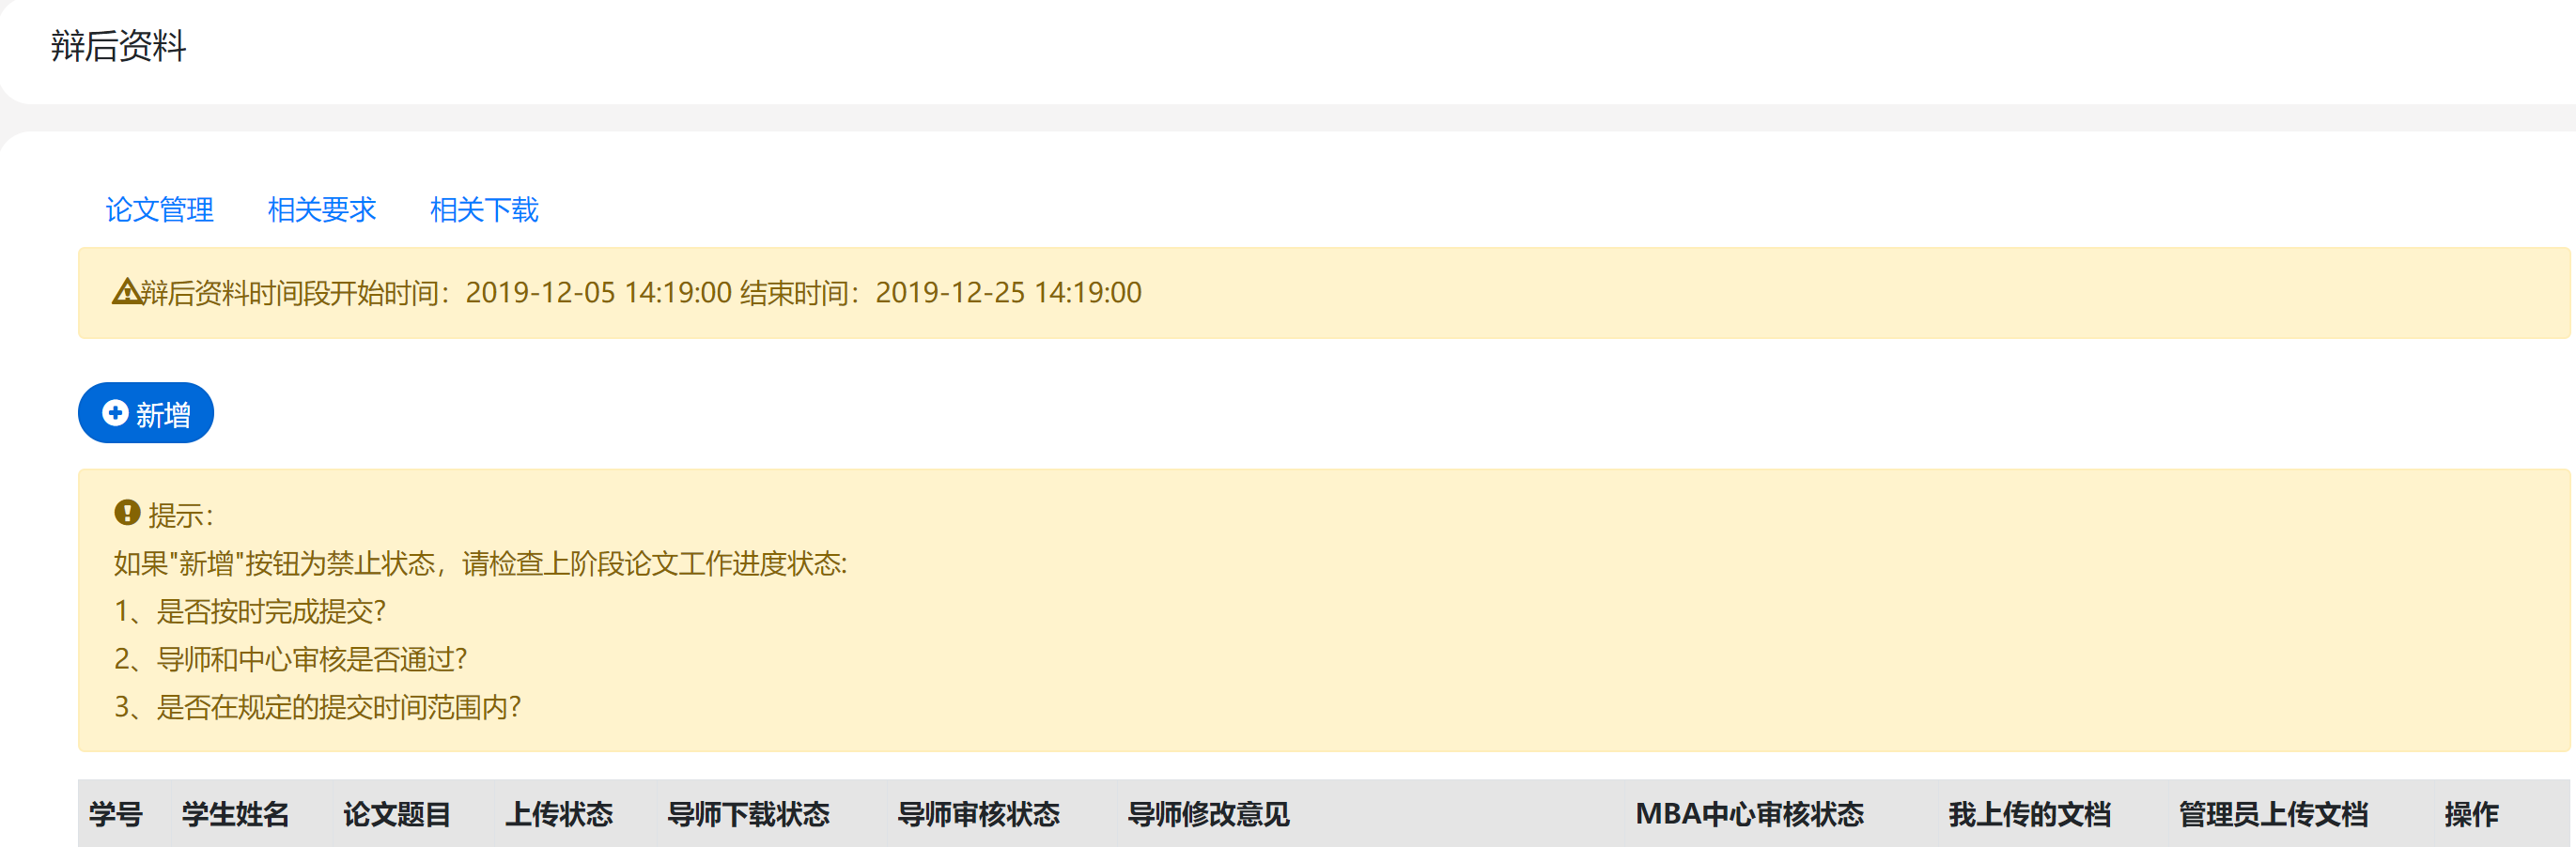 辩后资料
论文管理 相关要求 相关下载
辩后资料时间段开始时间：2019-12-05 14:19:00 结束时间：2019-12-25 14:19:00
新增
提示：
如果"新增"按钮为禁止状态，请检查上阶段论文工作进度状态:
1、是否按时完成提交?
2、导师和中心审核是否通过?
3、是否在规定的提交时间范围内?
学号 学生姓名 论文题目 上传状态 导师下载状态 导师审核状态 导师修改意见 MBA中心审核状态 我上传的文档 管理员上传文档 操作